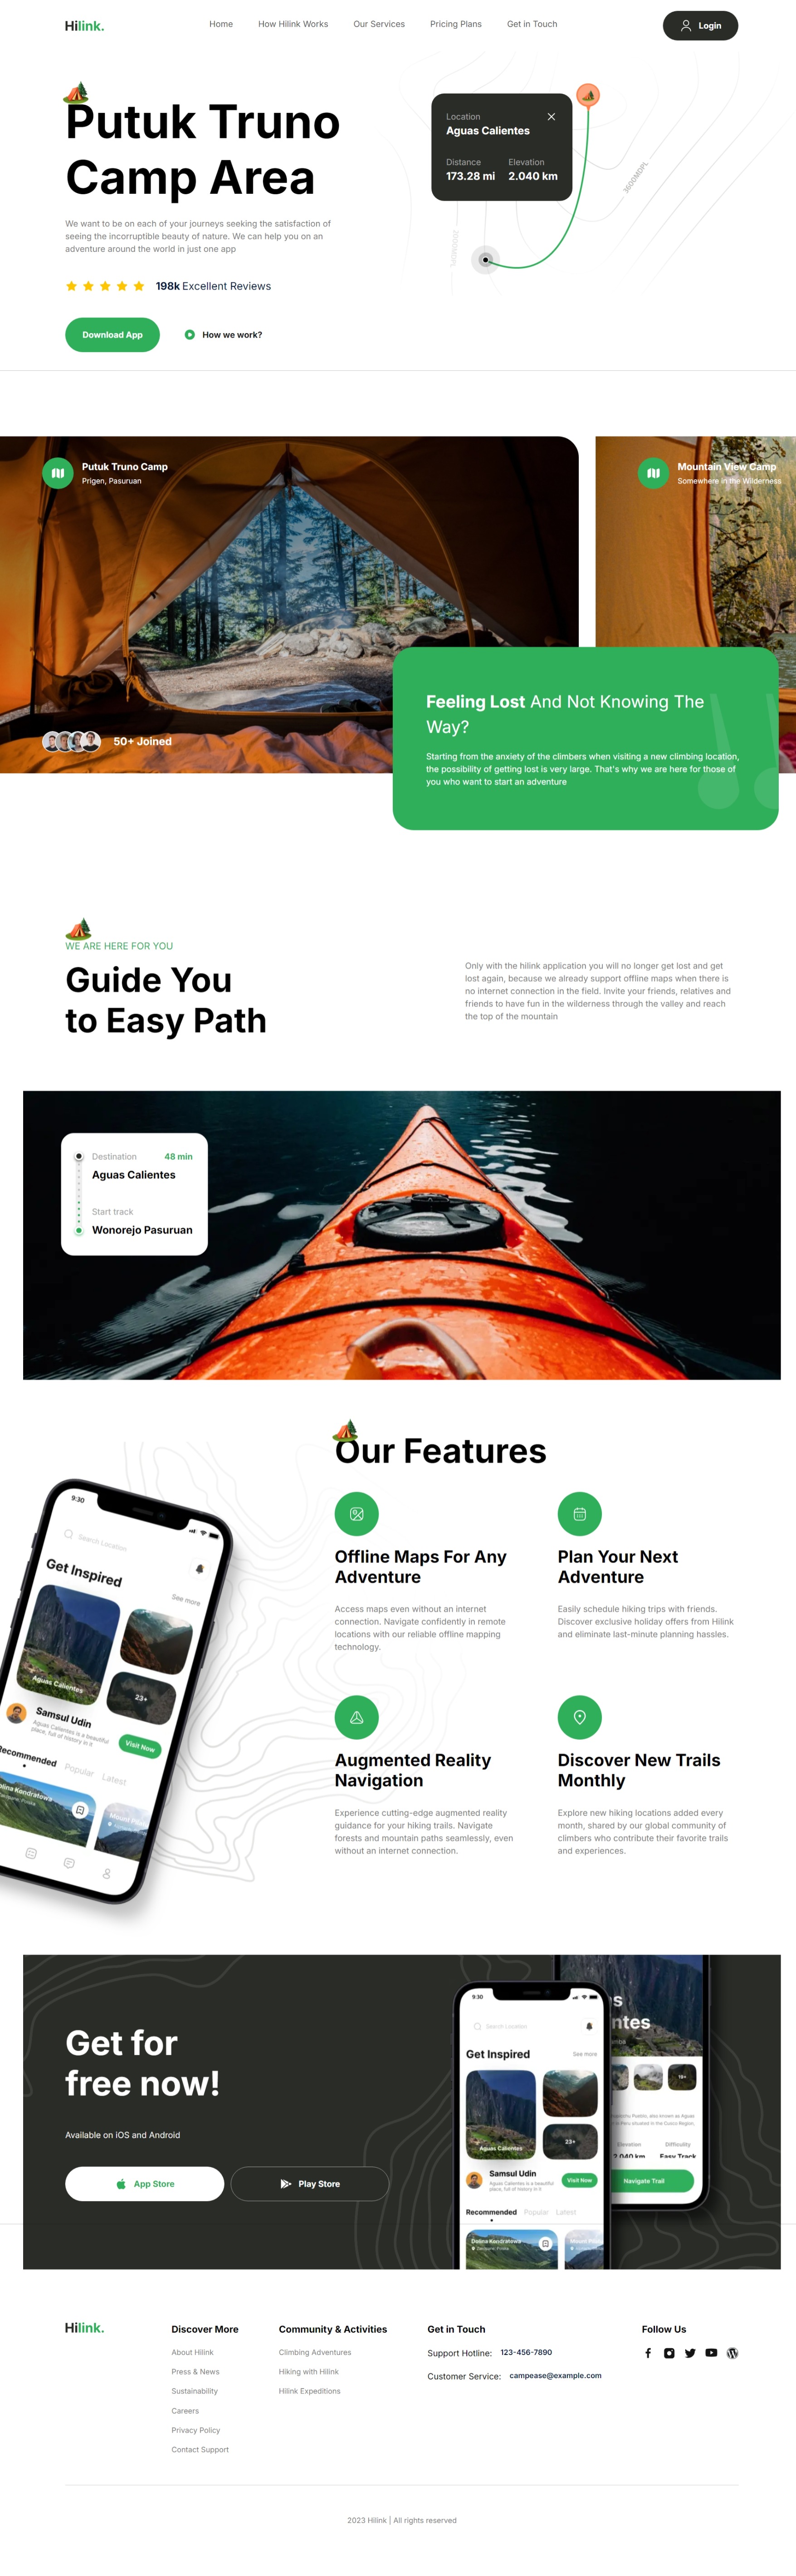 Hilink.
Home
How Hilink Works
Our Services
Pricing Plans
Get in Touch
Login
Putuk Truno
Camp Area
We want to be on each of your journeys seeking the satisfaction of
seeing the incorruptible beauty of nature. We can help you on an
adventure around the world in just one app
198k Excellent Reviews
Download App
How we work?
Location
Aguas Calientes
Distance
Elevation
173.28 mi
2.040 km
3600MDPL
Putuk Truno Camp
Prigen, Pasuruan
50+ Joined
Mountain View Camp
Somewhere in the Wilderness
Feeling Lost And Not Knowing The
Way?
Starting from the anxiety of the climbers when visiting a new climbing location,
the possibility of getting lost is very large. That's why we are here for those of
you who want to start an adventure
WE ARE HERE FOR YOU
Guide You
to Easy Path
Only with the hilink application you will no longer get lost and get
lost again, because we already support offline maps when there is
no internet connection in the field. Invite your friends, relatives and
friends to have fun in the wilderness through the valley and reach
the top of the mountain
Destination
48 min
Aguas Calientes
Start track
Wonorejo Pasuruan
9:30
Search Location
Get Inspired
See more
Aguas Calientes
23+
Samsul Udin
Aguas Calientes is a beautiful
place, full of history in it
Visit Now
Recommended
Popular
Latest
Our Features
Offline Maps For Any
Adventure
Access maps even without an internet
connection. Navigate confidently in remote
locations with our reliable offline mapping
technology.
Plan Your Next
Adventure
Easily schedule hiking trips with friends.
Discover exclusive holiday offers from Hilink
and eliminate last-minute planning hassles.
Augmented Reality
Navigation
Experience cutting-edge augmented reality
guidance for your hiking trails. Navigate
forests and mountain paths seamlessly, even
without an internet connection.
Discover New Trails
Monthly
Explore new hiking locations added every
month, shared by our global community of
climbers who contribute their favorite trails
and experiences.
Get for
free now!
Available on iOS and Android
App Store
Play Store
9:30
Search Location
Get Inspired
See more
Aguas Calientes
23+
Samsul Udin
Aguas Calientes is a beautiful
place, full of history in it
Visit Now
Recommended
Popular
Latest
Dolina Kondratowa
Zakopane, Polska
19+
Elevation
Difficulty
2.040 km
Easy Track
Navigate Trail
Hilink.
Discover More
About Hilink
Press & News
Sustainability
Careers
Privacy Policy
Contact Support
Community & Activities
Climbing Adventures
Hiking with Hilink
Hilink Expeditions
Get in Touch
Support Hotline: 123-456-7890
Customer Service: campease@example.com
Follow Us
2023 Hilink | All rights reserved